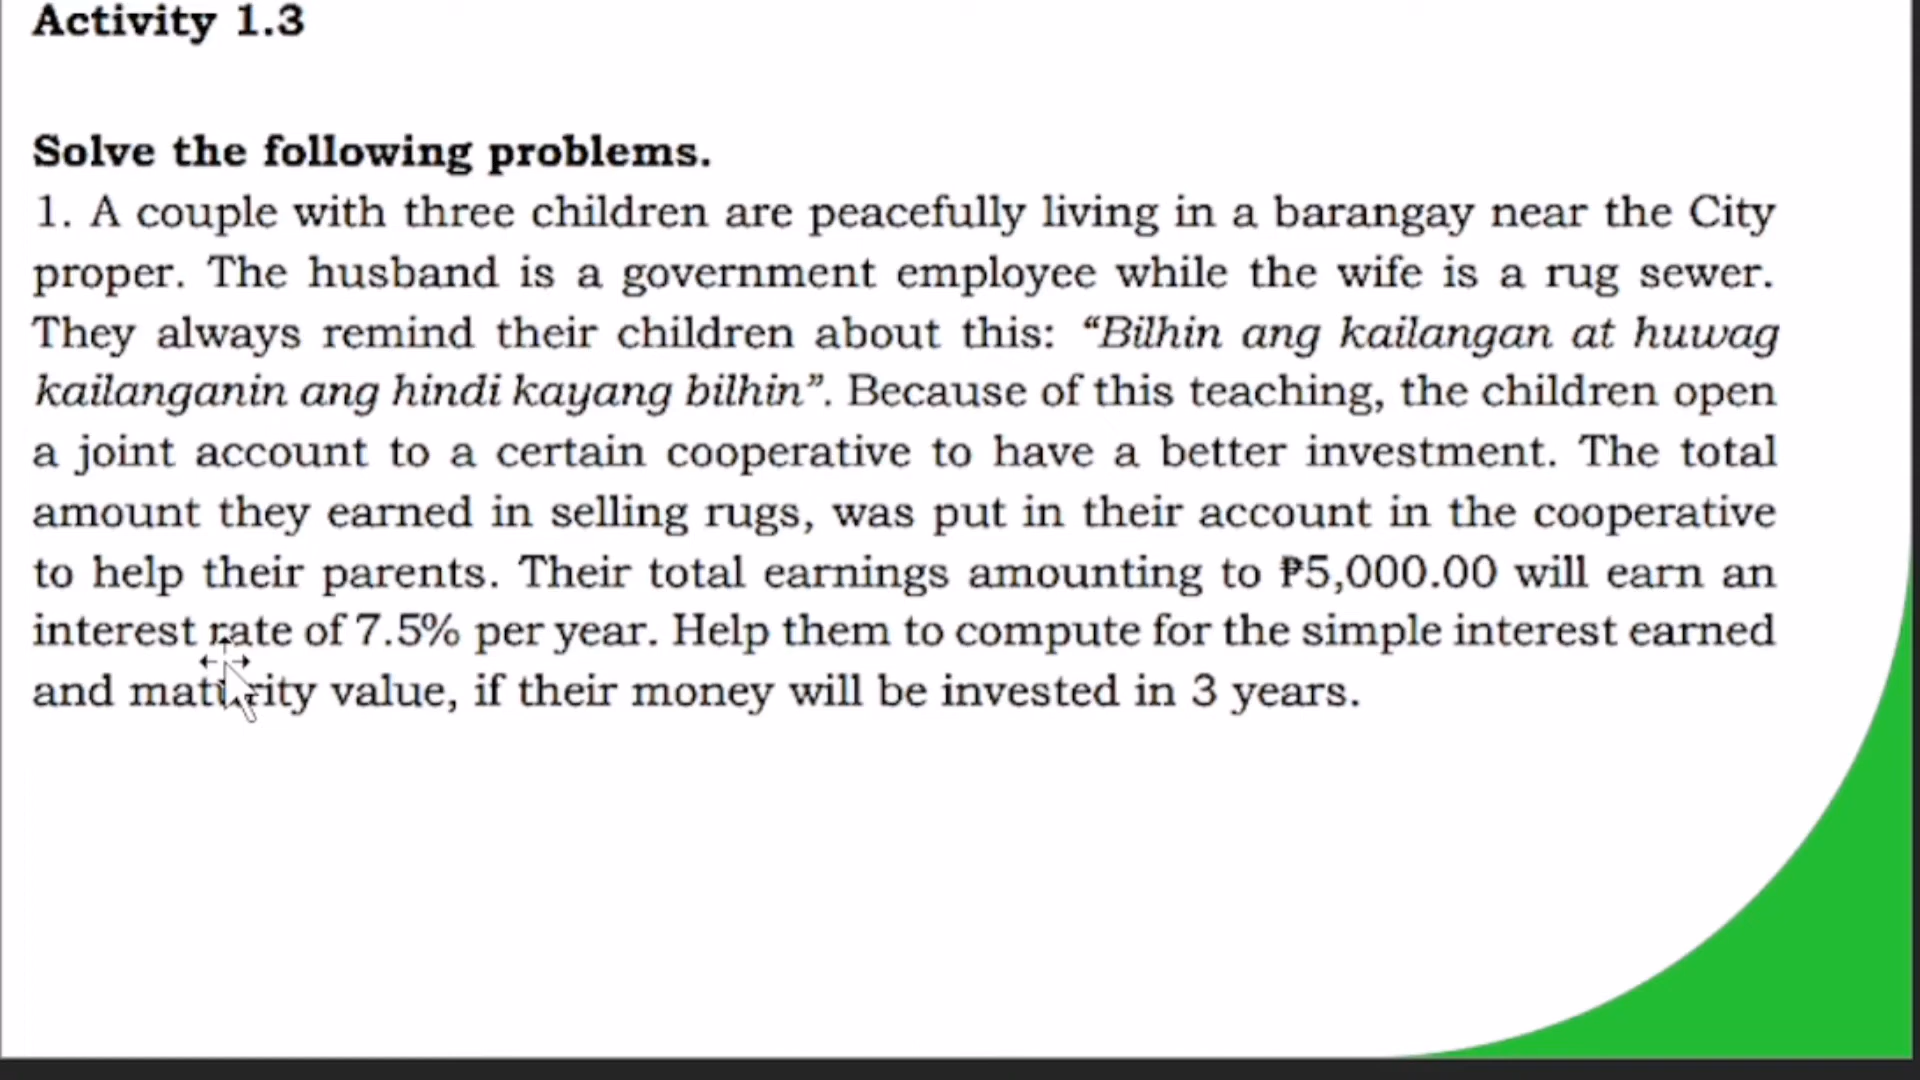 Activity 1.3
Solve the following problems.
1. A couple with three children are peacefully living in a barangay near the City
proper. The husband is a government employee while the wife is a rug sewer.
They always remind their children about this: “Bilhin ang kailangan at huwag
kailanganin ang hindi kayang bilhin”. Because of this teaching, the children open
a joint account to a certain cooperative to have a better investment. The total
amount they earned in selling rugs, was put in their account in the cooperative
to help their parents. Their total earnings amounting to ₱5,000.00 will earn an
interest rate of 7.5% per year. Help them to compute for the simple interest earned
and maturity value, if their money will be invested in 3 years.